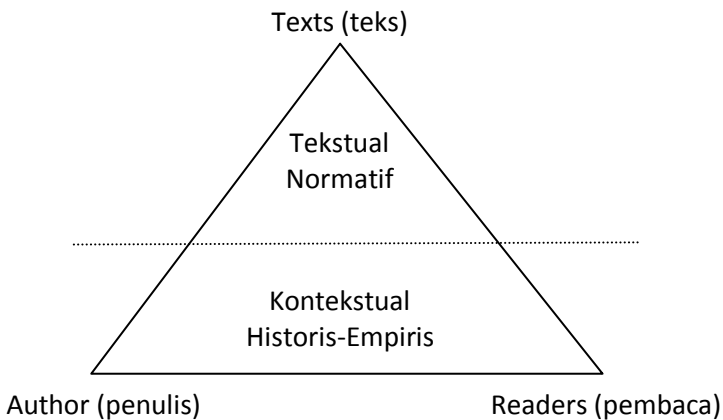 Texts (teks)
Tekstual
Normatif
Kontekstual
Historis-Empiris
Author (penulis)
Readers (pembaca)